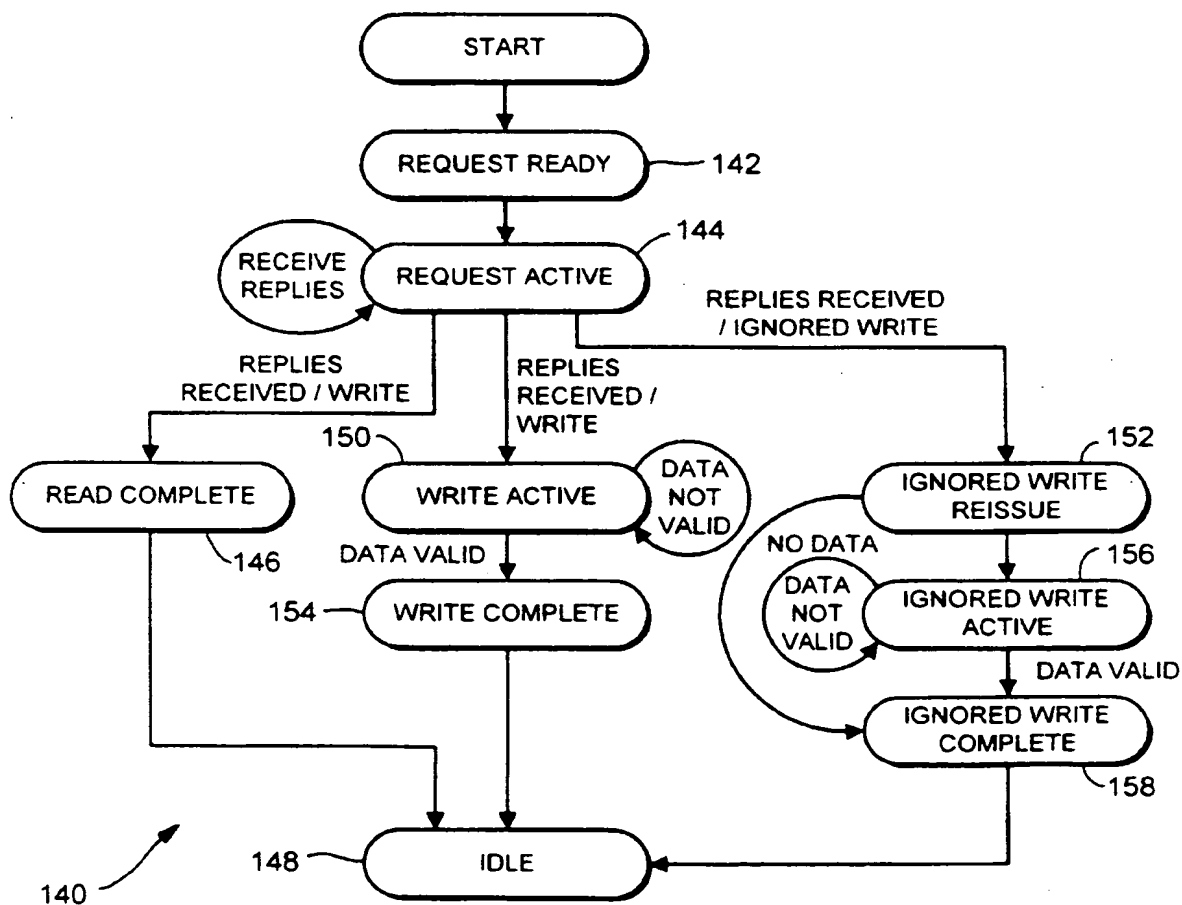 START
REQUEST READY
142
144
RECEIVE
REPLIES
REQUEST ACTIVE
REPLIES RECEIVED
/ IGNORED WRITE
REPLIES
RECEIVED / WRITE
REPLIES
RECEIVED /
WRITE
150
152
READ COMPLETE
WRITE ACTIVE
DATA
NOT
VALID
IGNORED WRITE
REISSUE
146
DATA VALID
NO DATA
156
154
WRITE COMPLETE
DATA
NOT
VALID
IGNORED WRITE
ACTIVE
DATA VALID
IGNORED WRITE
COMPLETE
158
148
IDLE
140